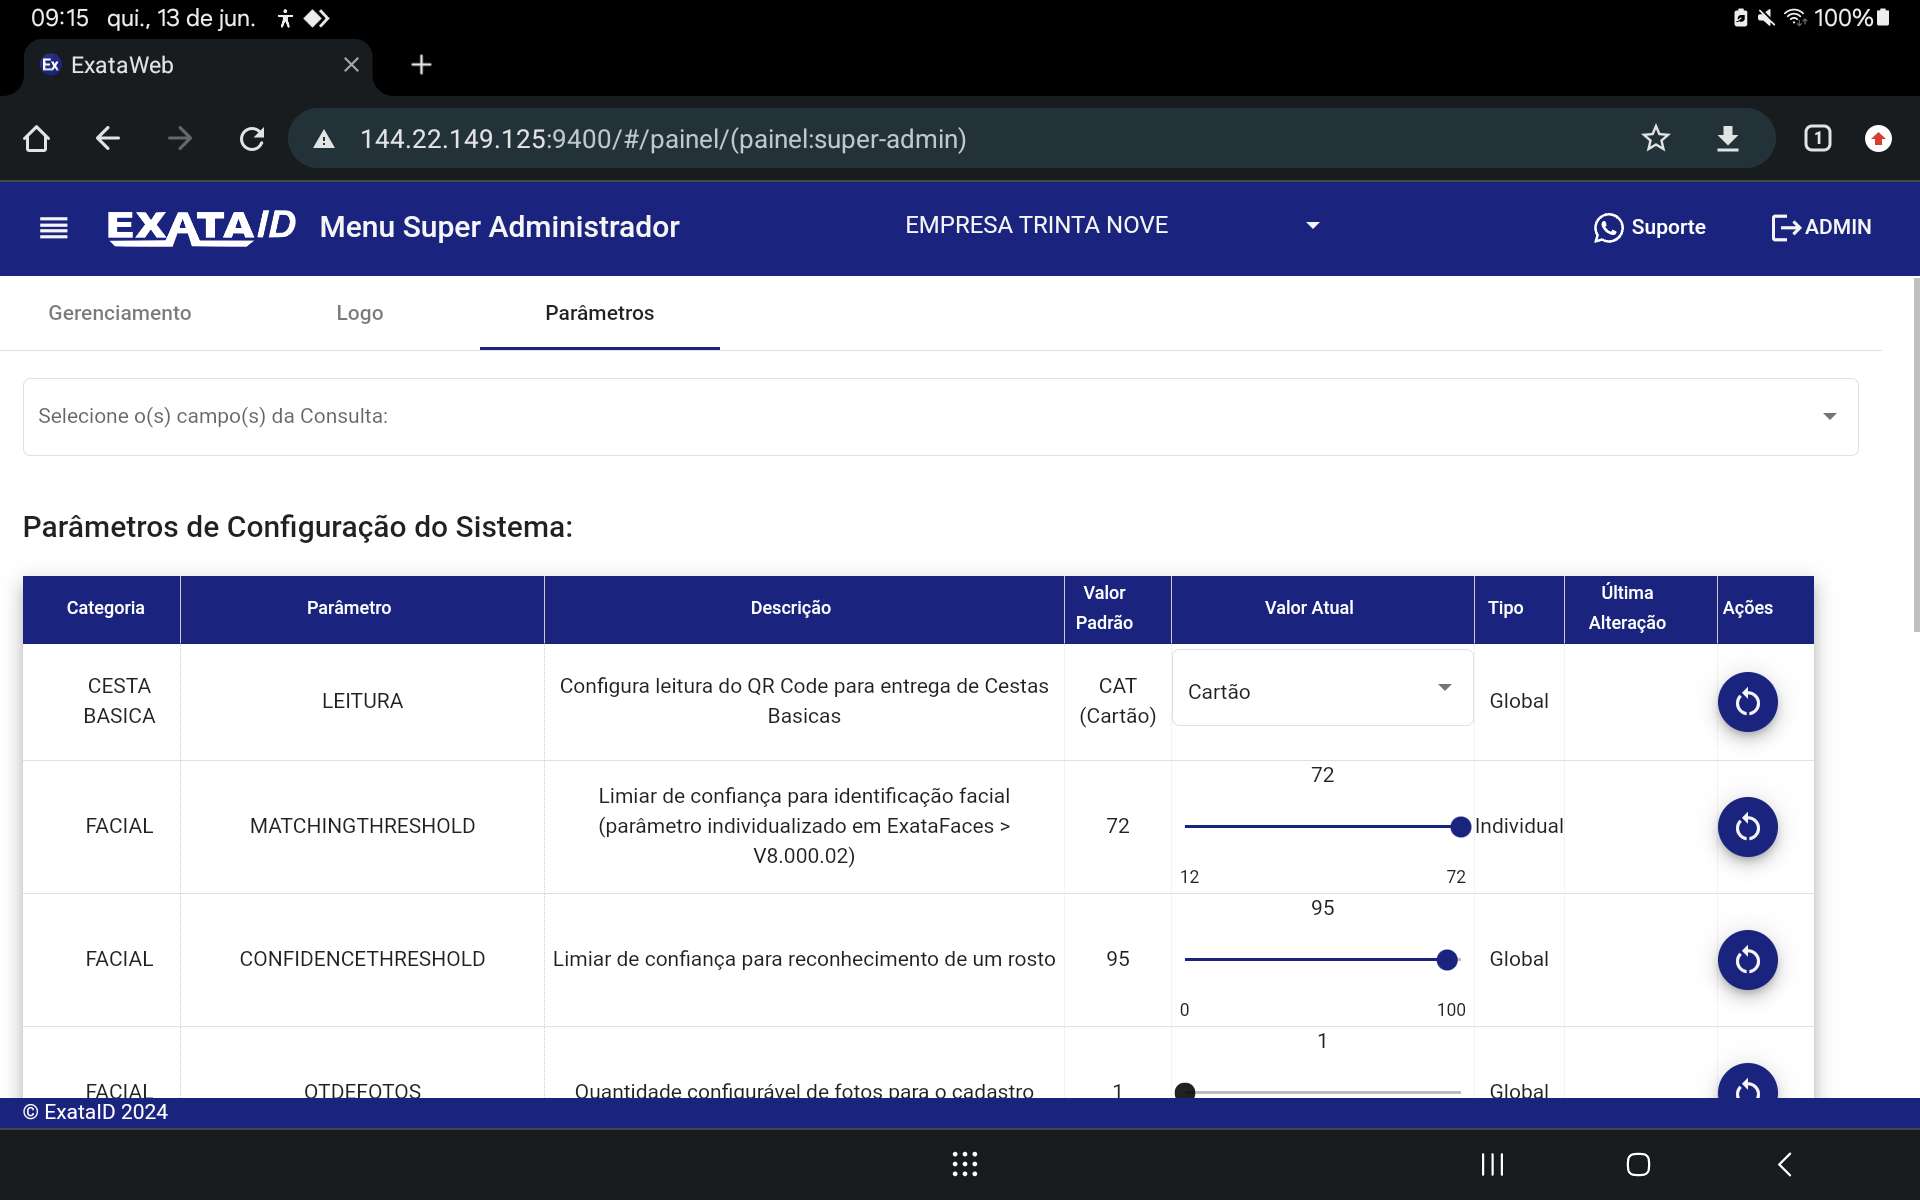 09:15 qui., 13 de jun. 100%
Ex ExataWeb
144.22.149.125:9400/#/painel/(painel:super-admin) 1
EXATAID Menu Super Administrador EMPRESA TRINTA NOVE Suporte ADMIN
Gerenciamento Logo Parâmetros
Selecione o(s) campo(s) da Consulta:
Parâmetros de Configuração do Sistema:
Categoria Parâmetro Descrição Valor Padrão Valor Atual Tipo Última Alteração Ações
CESTA BASICA LEITURA Configura leitura do QR Code para entrega de Cestas Basicas CAT (Cartão) Cartão Global
FACIAL MATCHINGTHRESHOLD Limiar de confiança para identificação facial (parâmetro individualizado em ExataFaces > V8.000.02) 72 72 12 72 Individual
FACIAL CONFIDENCETHRESHOLD Limiar de confiança para reconhecimento de um rosto 95 95 0 100 Global
FACIAL QTDEFOTOS Quantidade configurável de fotos para o cadastro 1 1 Global
© ExataID 2024